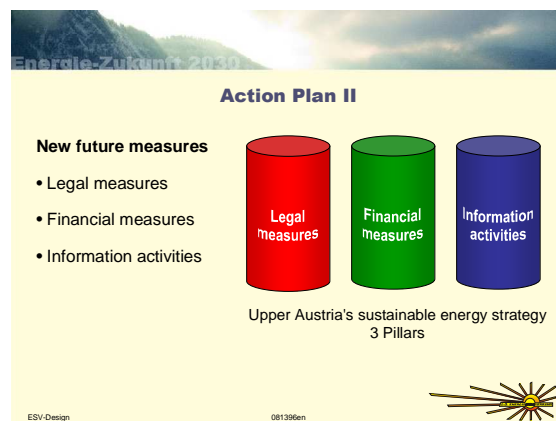 Energie-Zukunft 2030
Action Plan II
New future measures
• Legal measures
• Financial measures
• Information activities
Legal
measures
Financial
measures
Information
activities
Upper Austria's sustainable energy strategy
3 Pillars
ESV-Design
081396en